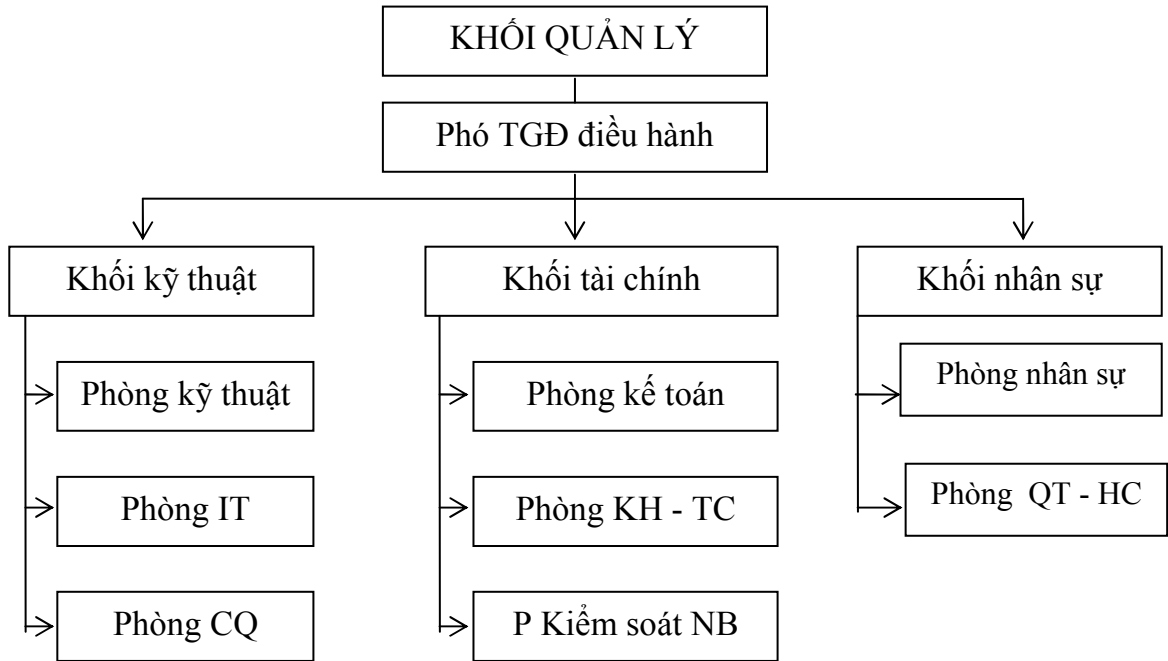 KHỐI QUẢN LÝ
Phó TGĐ điều hành
Khối kỹ thuật
Khối tài chính
Khối nhân sự
Phòng kỹ thuật
Phòng kế toán
Phòng nhân sự
Phòng IT
Phòng KH - TC
Phòng QT - HC
Phòng CQ
P Kiểm soát NB